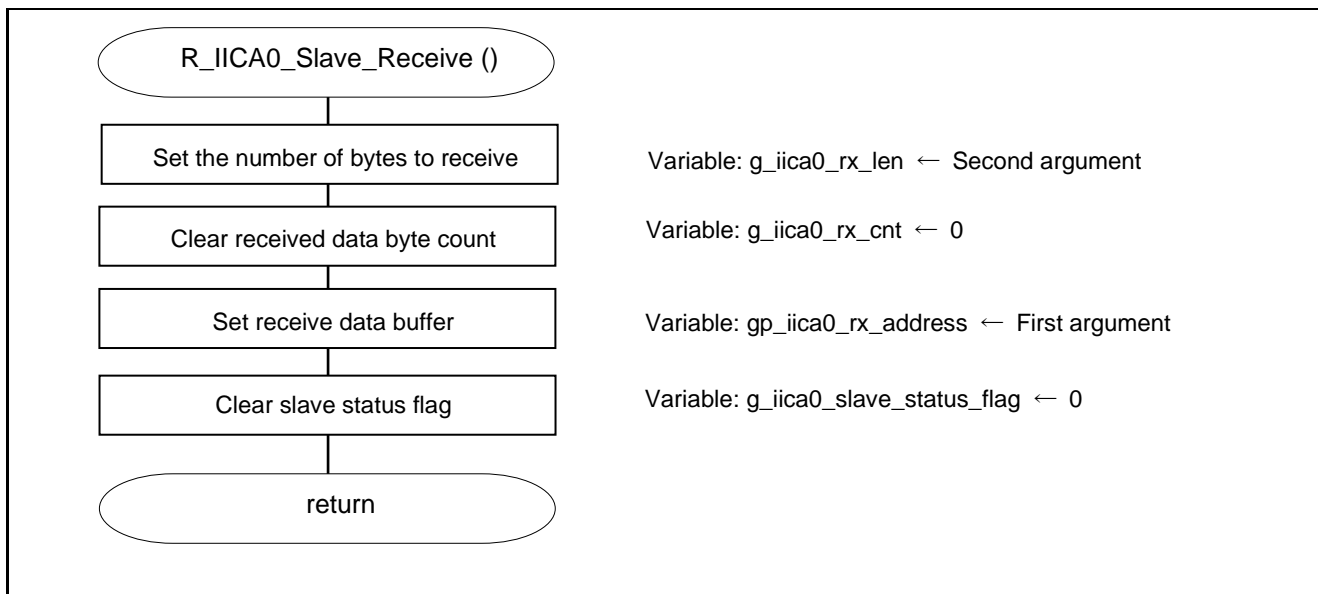 R_IICA0_Slave_Receive ()
Set the number of bytes to receive
Variable: g_iica0_rx_len ← Second argument
Clear received data byte count
Variable: g_iica0_rx_cnt ← 0
Set receive data buffer
Variable: gp_iica0_rx_address ← First argument
Clear slave status flag
Variable: g_iica0_slave_status_flag ← 0
return